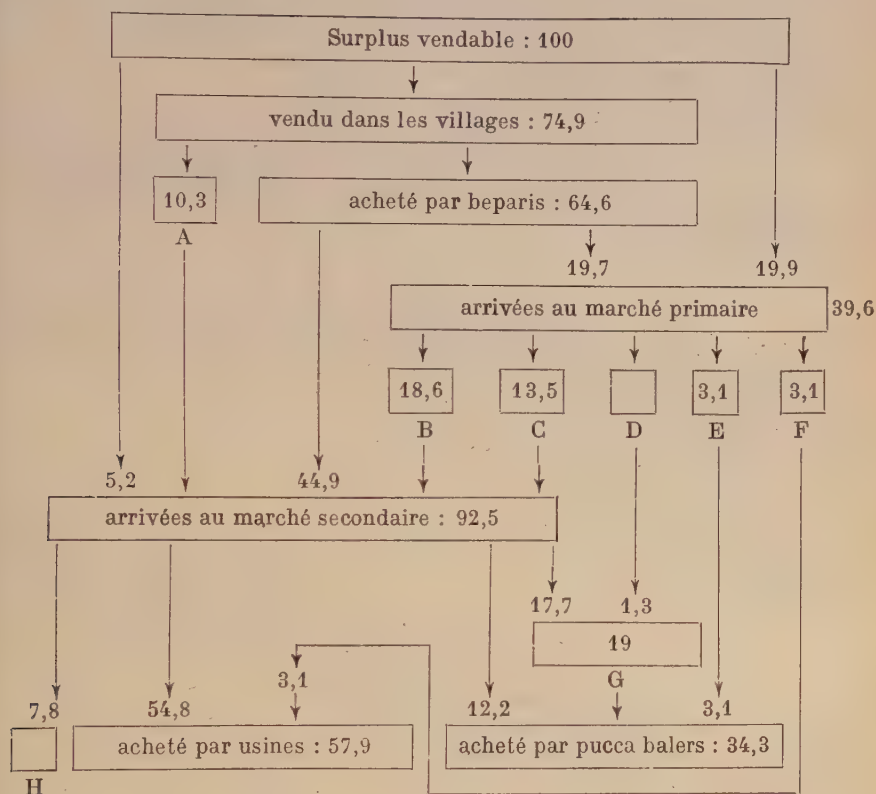 Surplus vendable : 100
vendu dans les villages : 74,9
10,3
acheté par beparis : 64,6
A
19,7
19,9
arrivées au marché primaire
39,6
18,6
13,5
3,1
3,1
B
C
D
E
F
5,2
44,9
arrivées au marché secondaire : 92,5
17,7
1,3
19
3,1
G
7,8
54,8
12,2
3,1
acheté par usines : 57,9
acheté par pucca balers : 34,3
H